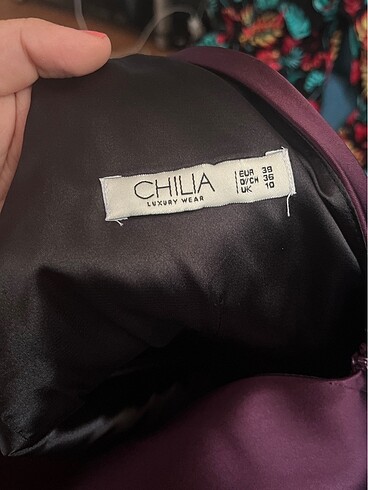 CHILIA
LUXURY WEAR
EUR 38
D/CH 36
UK 10